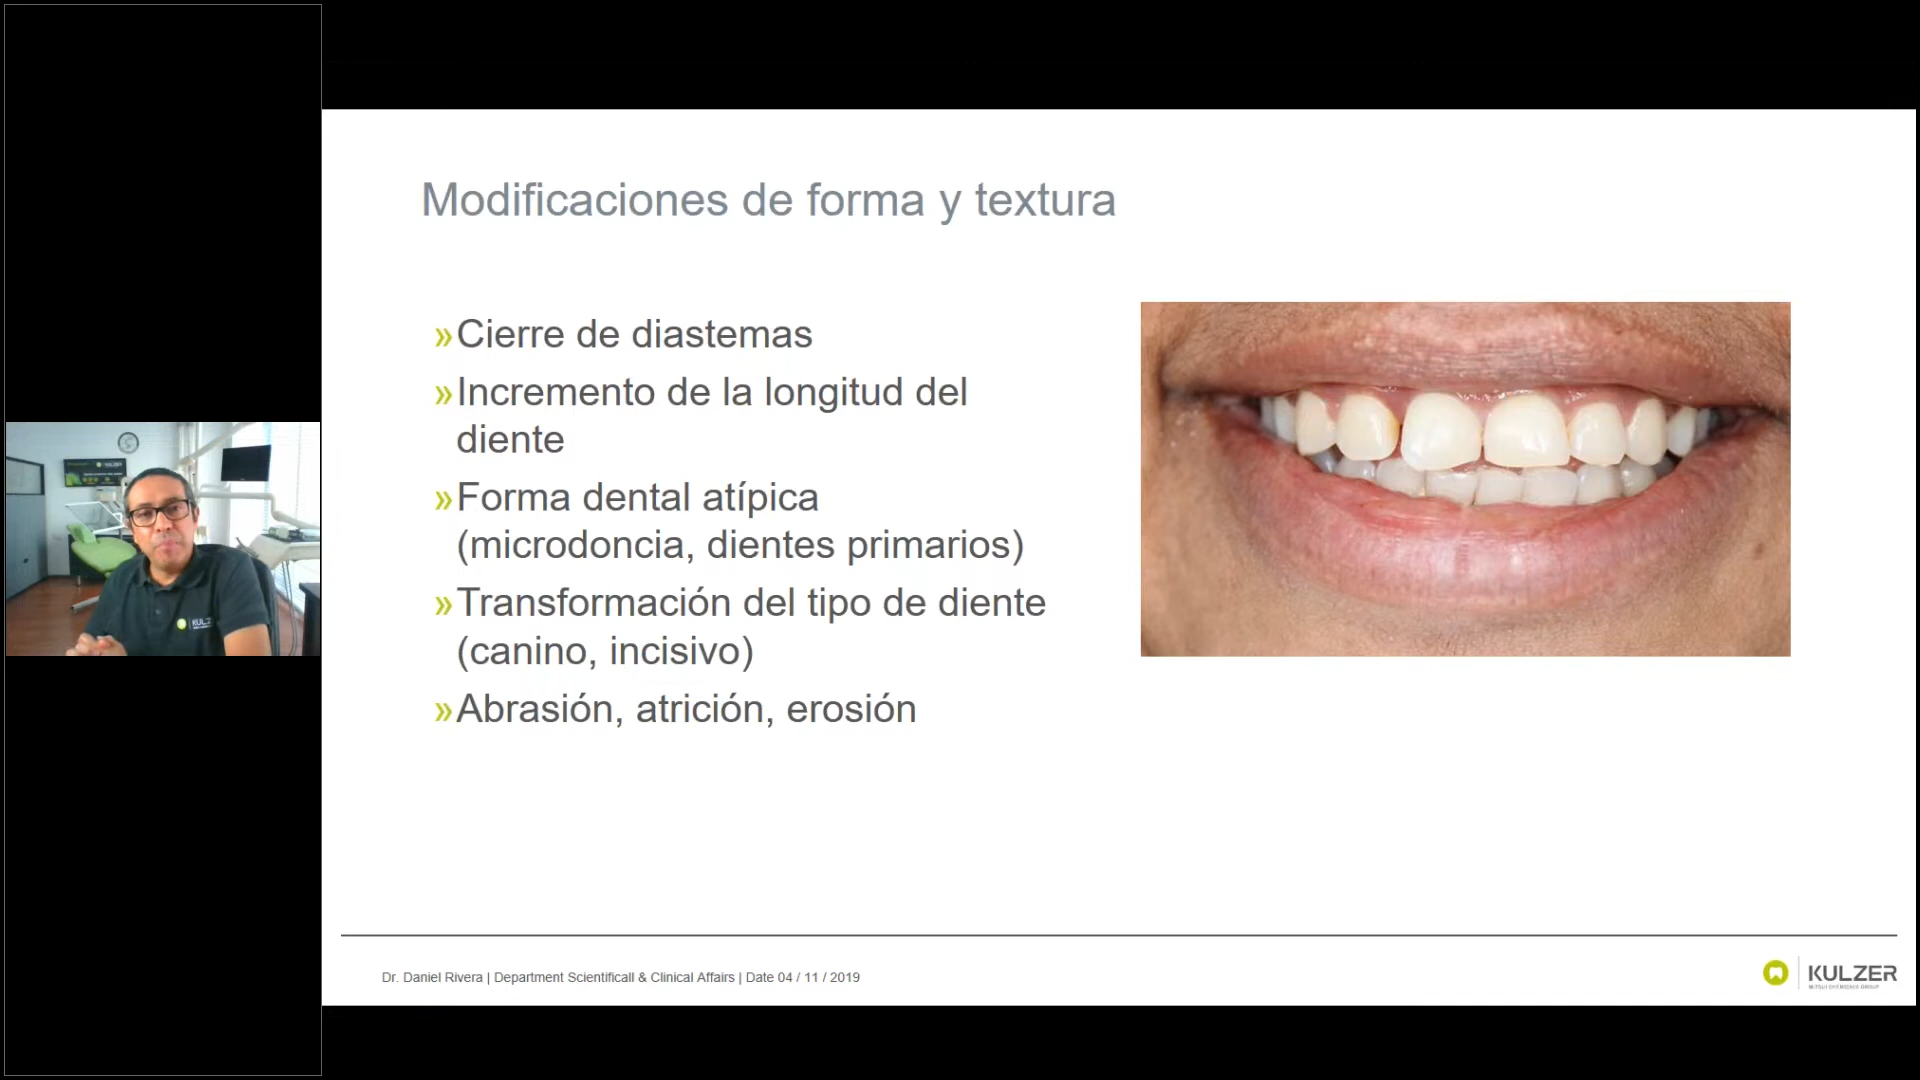 Modificaciones de forma y textura
»Cierre de diastemas
»Incremento de la longitud del
diente
»Forma dental atípica
(microdoncia, dientes primarios)
»Transformación del tipo de diente
(canino, incisivo)
»Abrasión, atrición, erosión
Dr. Daniel Rivera | Department Scientificall & Clinical Affairs | Date 04 / 11 / 2019
KULZER
MITSUI CHEMICALS GROUP
KULZER